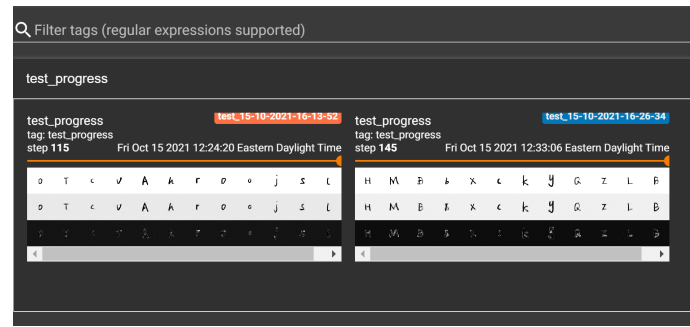 Filter tags (regular expressions supported)
test_progress
test_progress
test_15-10-2021-16-13-52
tag: test_progress
step 115 Fri Oct 15 2021 12:24:20 Eastern Daylight Time
o T c v A h r o o j s l
o T c v A h r o o j s l
test_progress
test_15-10-2021-16-26-34
tag: test_progress
step 145 Fri Oct 15 2021 12:33:06 Eastern Daylight Time
H M B b X c k y Q Z L B
H M B X c k y Q Z L B